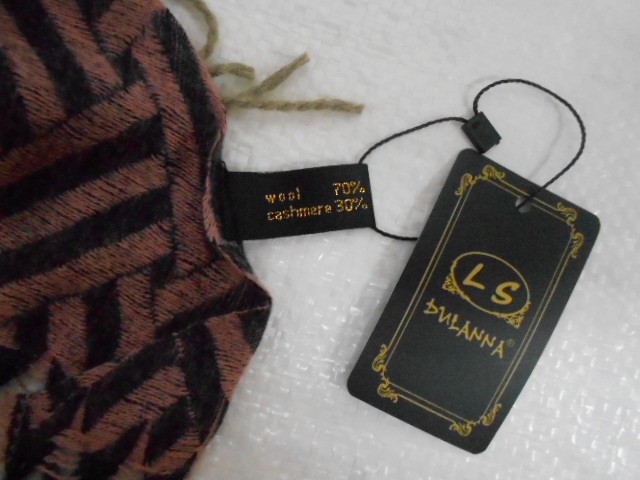 wool 70%
cashmere 30%
LS
DULANNA®